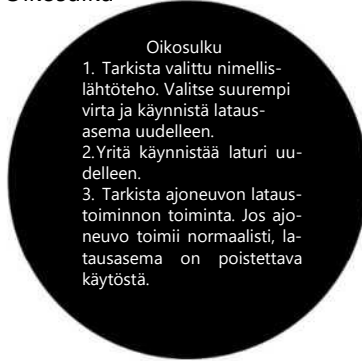 Oikosulku
1. Tarkista valittu nimellis-
lähtöteho. Valitse suurempi
virta ja käynnistä lataus-
asema uudelleen.
2.Yritä käynnistää laturi uu-
delleen.
3. Tarkista ajoneuvon lataus-
toiminnon toiminta. Jos ajo-
neuvo toimii normaalisti, la-
tausasema on poistettava
käytöstä.